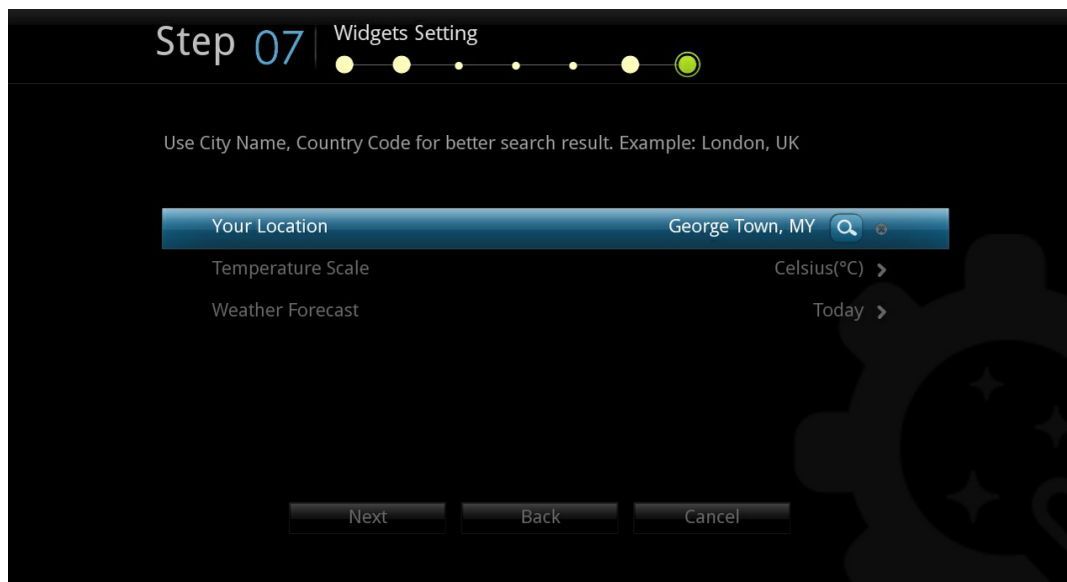 Step 07
Widgets Setting
Use City Name, Country Code for better search result. Example: London, UK
Your Location George Town, MY
Temperature Scale Celsius(°C)
Weather Forecast Today
Next Back Cancel